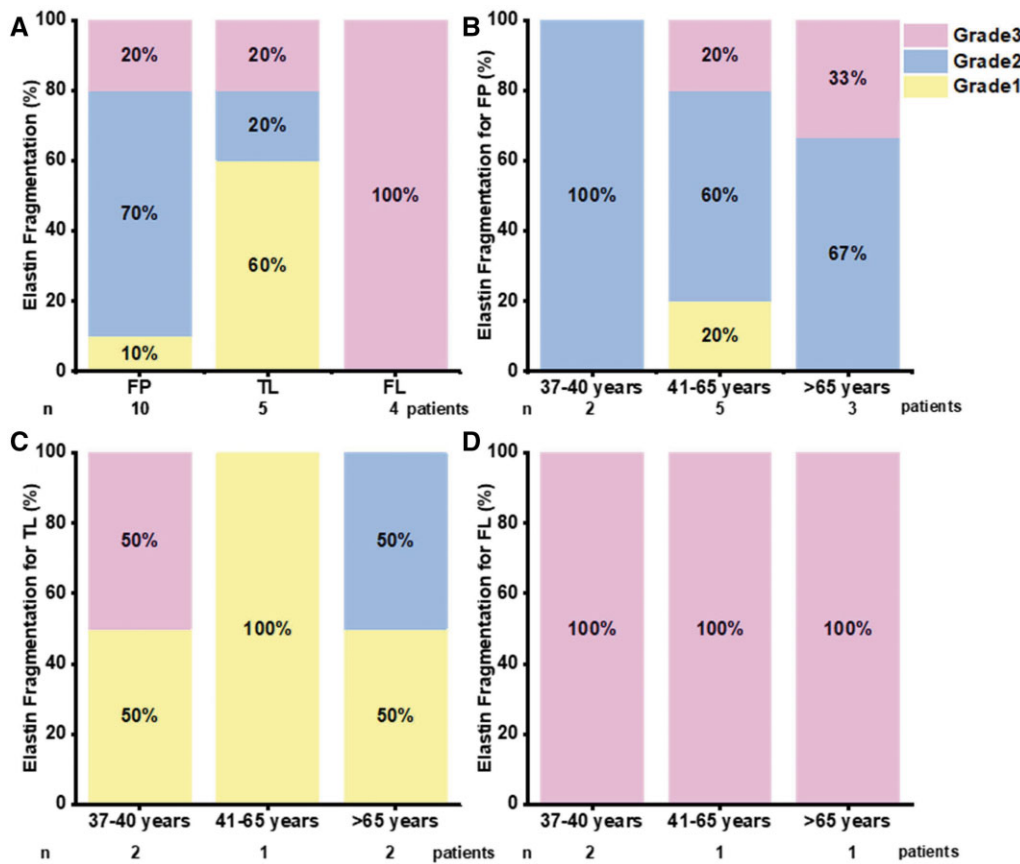 A
Elastin Fragmentation (%)
100
80
60
40
20
0
20%
70%
10%
20%
20%
60%
100%
FP TL FL
n 10 5 4 patients
B
Elastin Fragmentation for FP (%)
100
80
60
40
20
0
100%
20%
60%
20%
33%
67%
Grade3
Grade2
Grade1
37-40 years 41-65 years >65 years
n 2 5 3 patients
C
Elastin Fragmentation for TL (%)
100
80
60
40
20
0
50%
50%
100%
50%
50%
37-40 years 41-65 years >65 years
n 2 1 2 patients
D
Elastin Fragmentation for FL (%)
100
80
60
40
20
0
100% 100% 100%
37-40 years 41-65 years >65 years
n 2 1 1 patients